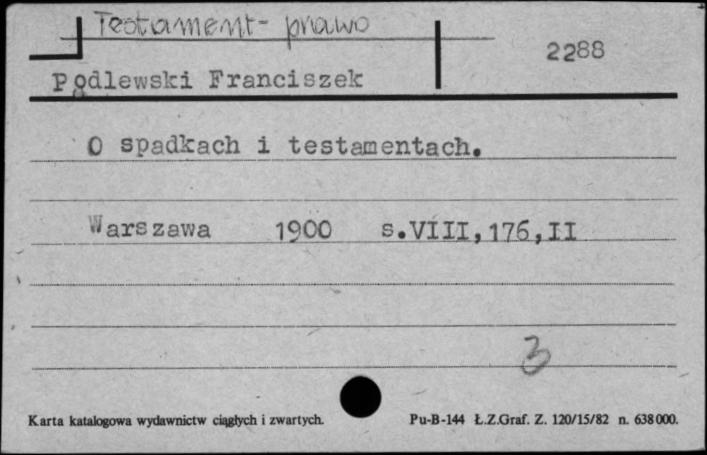 Testament - prawo
2288
Podlewski Franciszek
O spadkach i testamentach.
Warszawa 1900 s.VIII,176,II
3
Karta katalogowa wydawnictw ciągłych i zwartych.
Pu-B-144 Ł.Z.Graf. Z. 120/15/82 n. 638000.